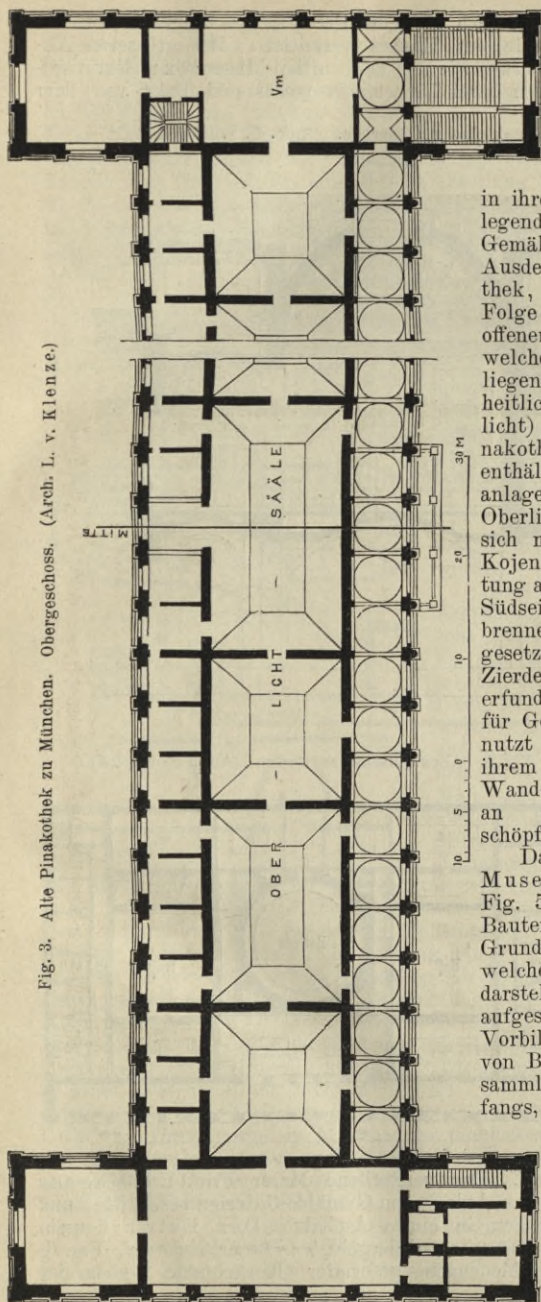 Fig. 3. Alte Pinakothek zu München. Obergeschoss. (Arch. L. v. Klenze.)
Vm.
OBER - LICHT - SÄÄLE
MITTE
10 5 0 10 20 30 M
in ihre
legend
Gemäl
Ausde
thek,
Folge
offenen
welche
liegen
heitlic
licht)
nakoth
enthäl
anlage
Oberli
sich n
Kojen
tung a
Südsei
brenne
gesetz
Zierde
erfund
für Ge
nutzt
ihrem
Wand
an
schöpf
Da
Muse
Fig. 5
Bauten
Grund
welche
darstel
aufges
Vorbil
von B
samml
fangs,